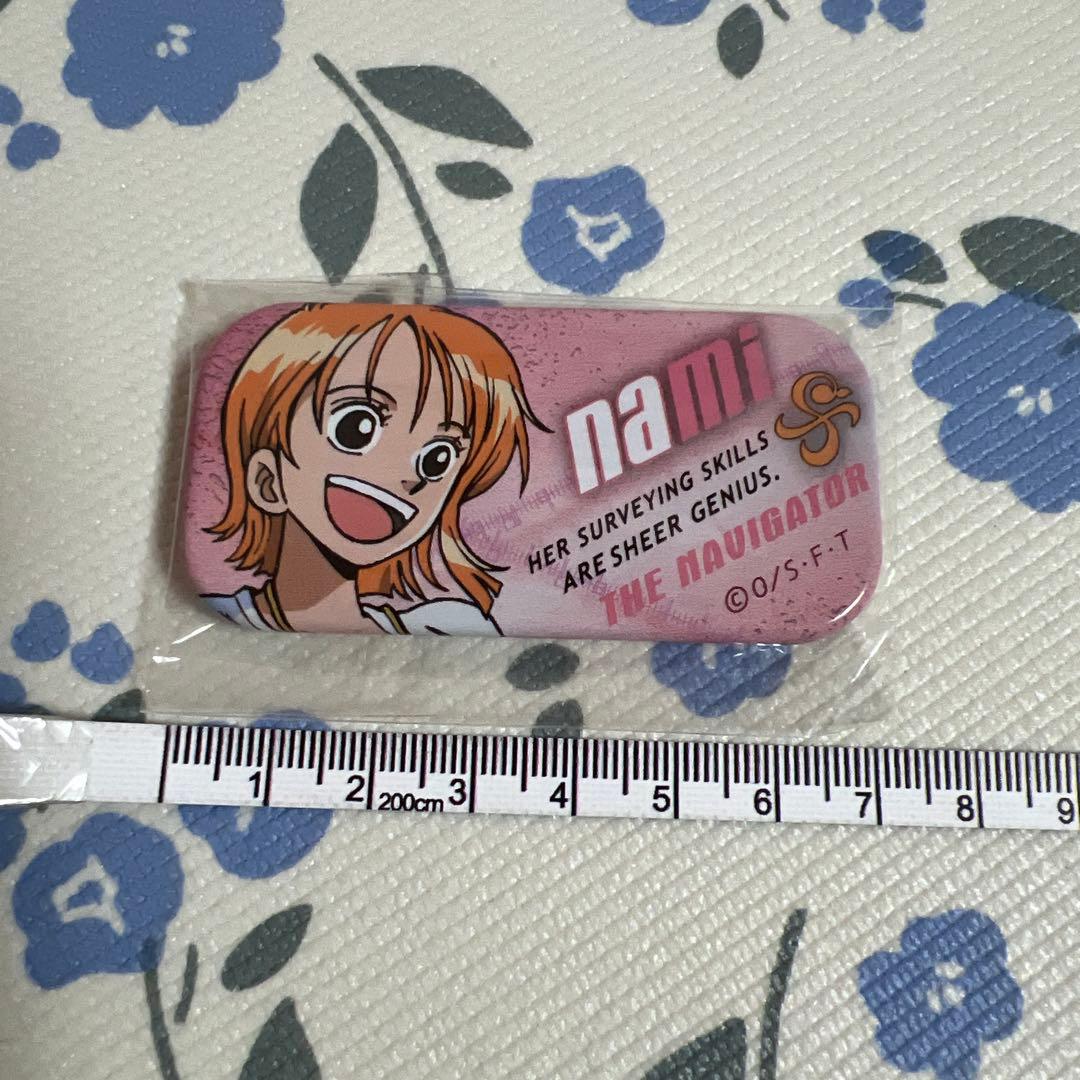 nami
HER SURVEYING SKILLS
ARE SHEER GENIUS.
THE NAVIGATOR
©O/S·F·T
1 2 200cm 3 4 5 6 7 8 9